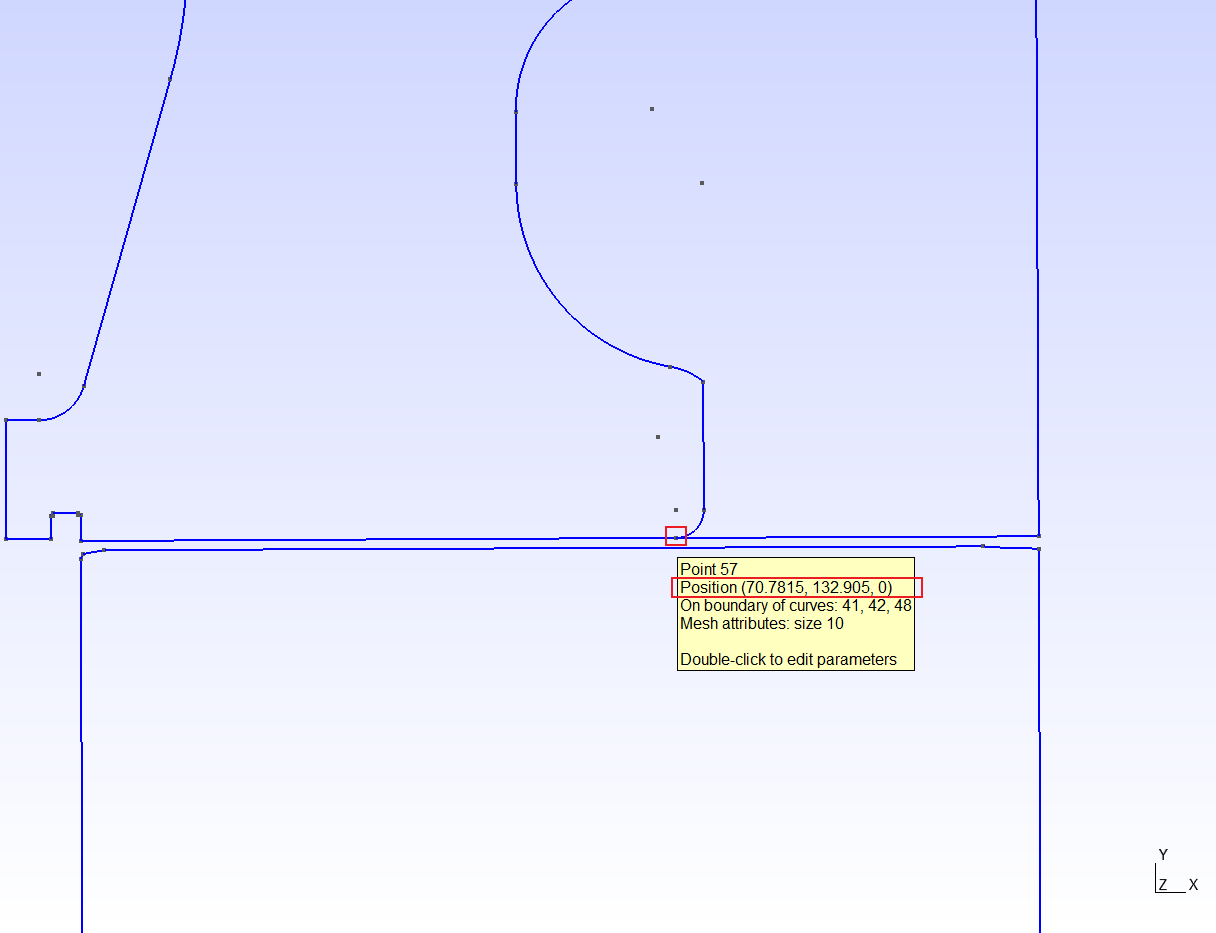 Point 57
Position (70.7815, 132.905, 0)
On boundary of curves: 41, 42, 48
Mesh attributes: size 10
Double-click to edit parameters
Y
Z X